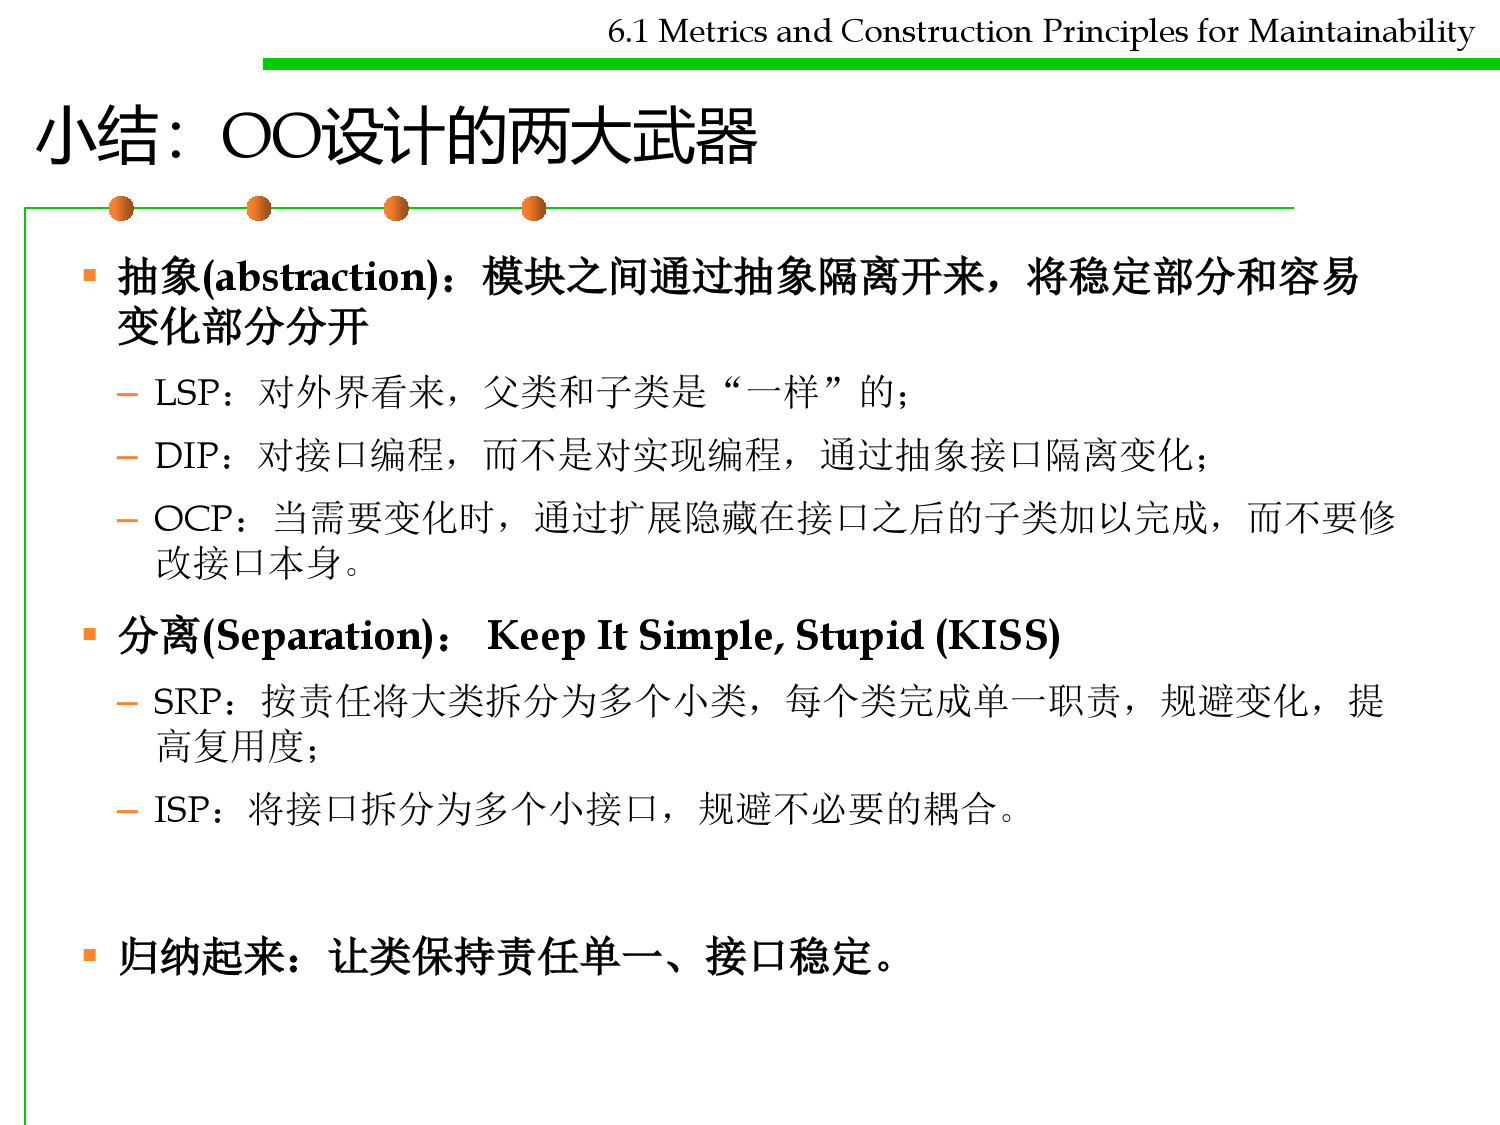 6.1 Metrics and Construction Principles for Maintainability
小结：OO设计的两大武器
▪ 抽象(abstraction)：模块之间通过抽象隔离开来，将稳定部分和容易
变化部分分开
– LSP：对外界看来，父类和子类是“一样”的；
– DIP：对接口编程，而不是对实现编程，通过抽象接口隔离变化；
– OCP：当需要变化时，通过扩展隐藏在接口之后的子类加以完成，而不要修
改接口本身。
▪ 分离(Separation)： Keep It Simple, Stupid (KISS)
– SRP：按责任将大类拆分为多个小类，每个类完成单一职责，规避变化，提
高复用度；
– ISP：将接口拆分为多个小接口，规避不必要的耦合。
▪ 归纳起来：让类保持责任单一、接口稳定。